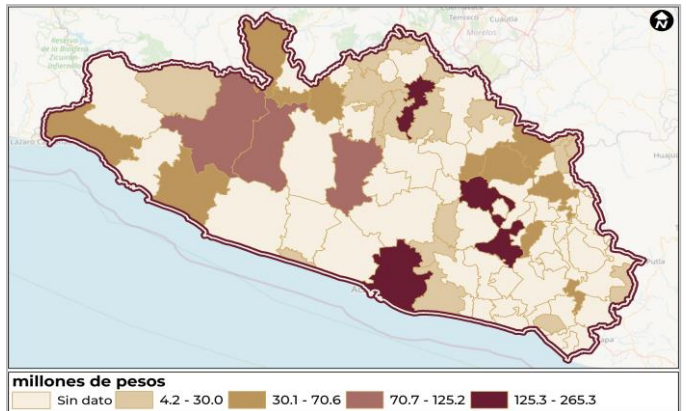 Cuautla
Temixco
Morelos
Reserva
de la Biosfera
Zicuirán
Infiernillo
N
Lázaro C
Huajua
Putla
A
apa
millones de pesos
Sin dato 4.2 - 30.0 30.1 - 70.6 70.7 - 125.2 125.3 - 265.3